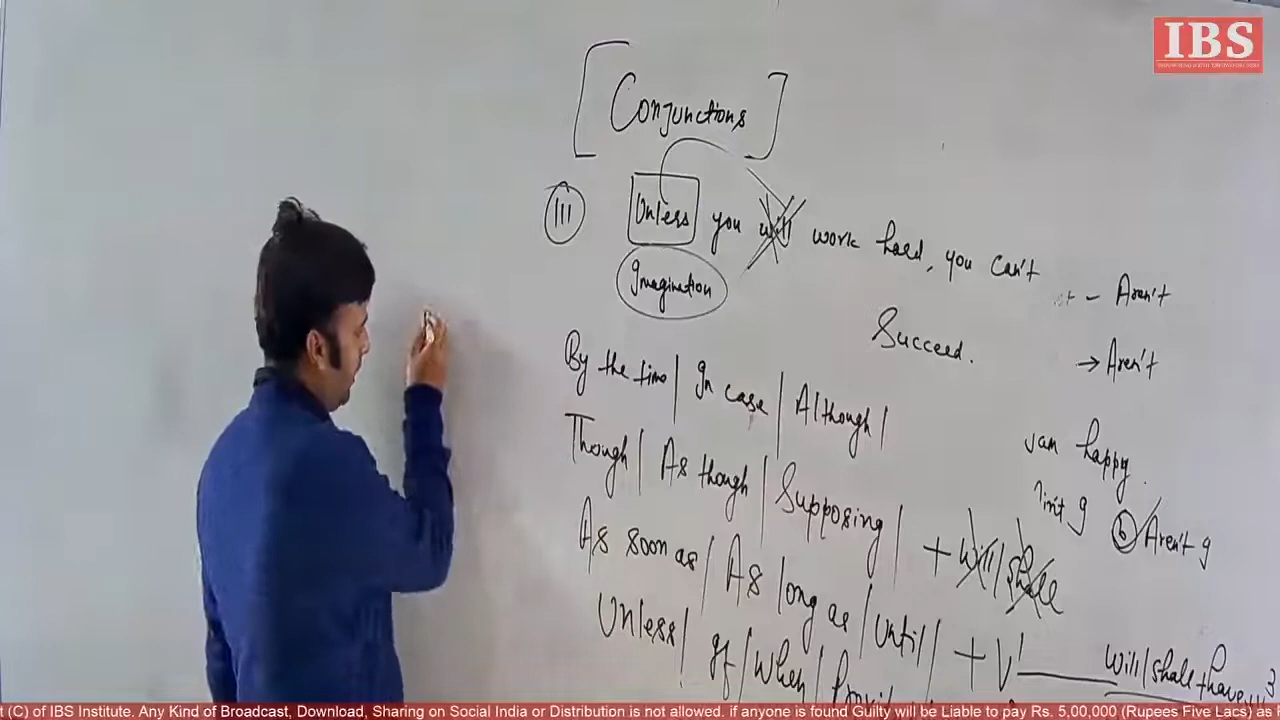 IBS
[Conjunctions]
III Unless you will work hard, you can't
Imagination
- Aren't
Succeed.
→ Aren't
By the time | In case | Although |
am happy.
Though | As though | Supposing | + will/shall
b Aren't I
As soon as | As long as | Until | + V¹ will/shall+have
Unless | If | When |
(C) of IBS Institute. Any Kind of Broadcast, Download, Sharing on Social India or Distribution is not allowed. if anyone is found Guilty will be Liable to pay Rs. 5,00,000 (Rupees Five Lacs) as